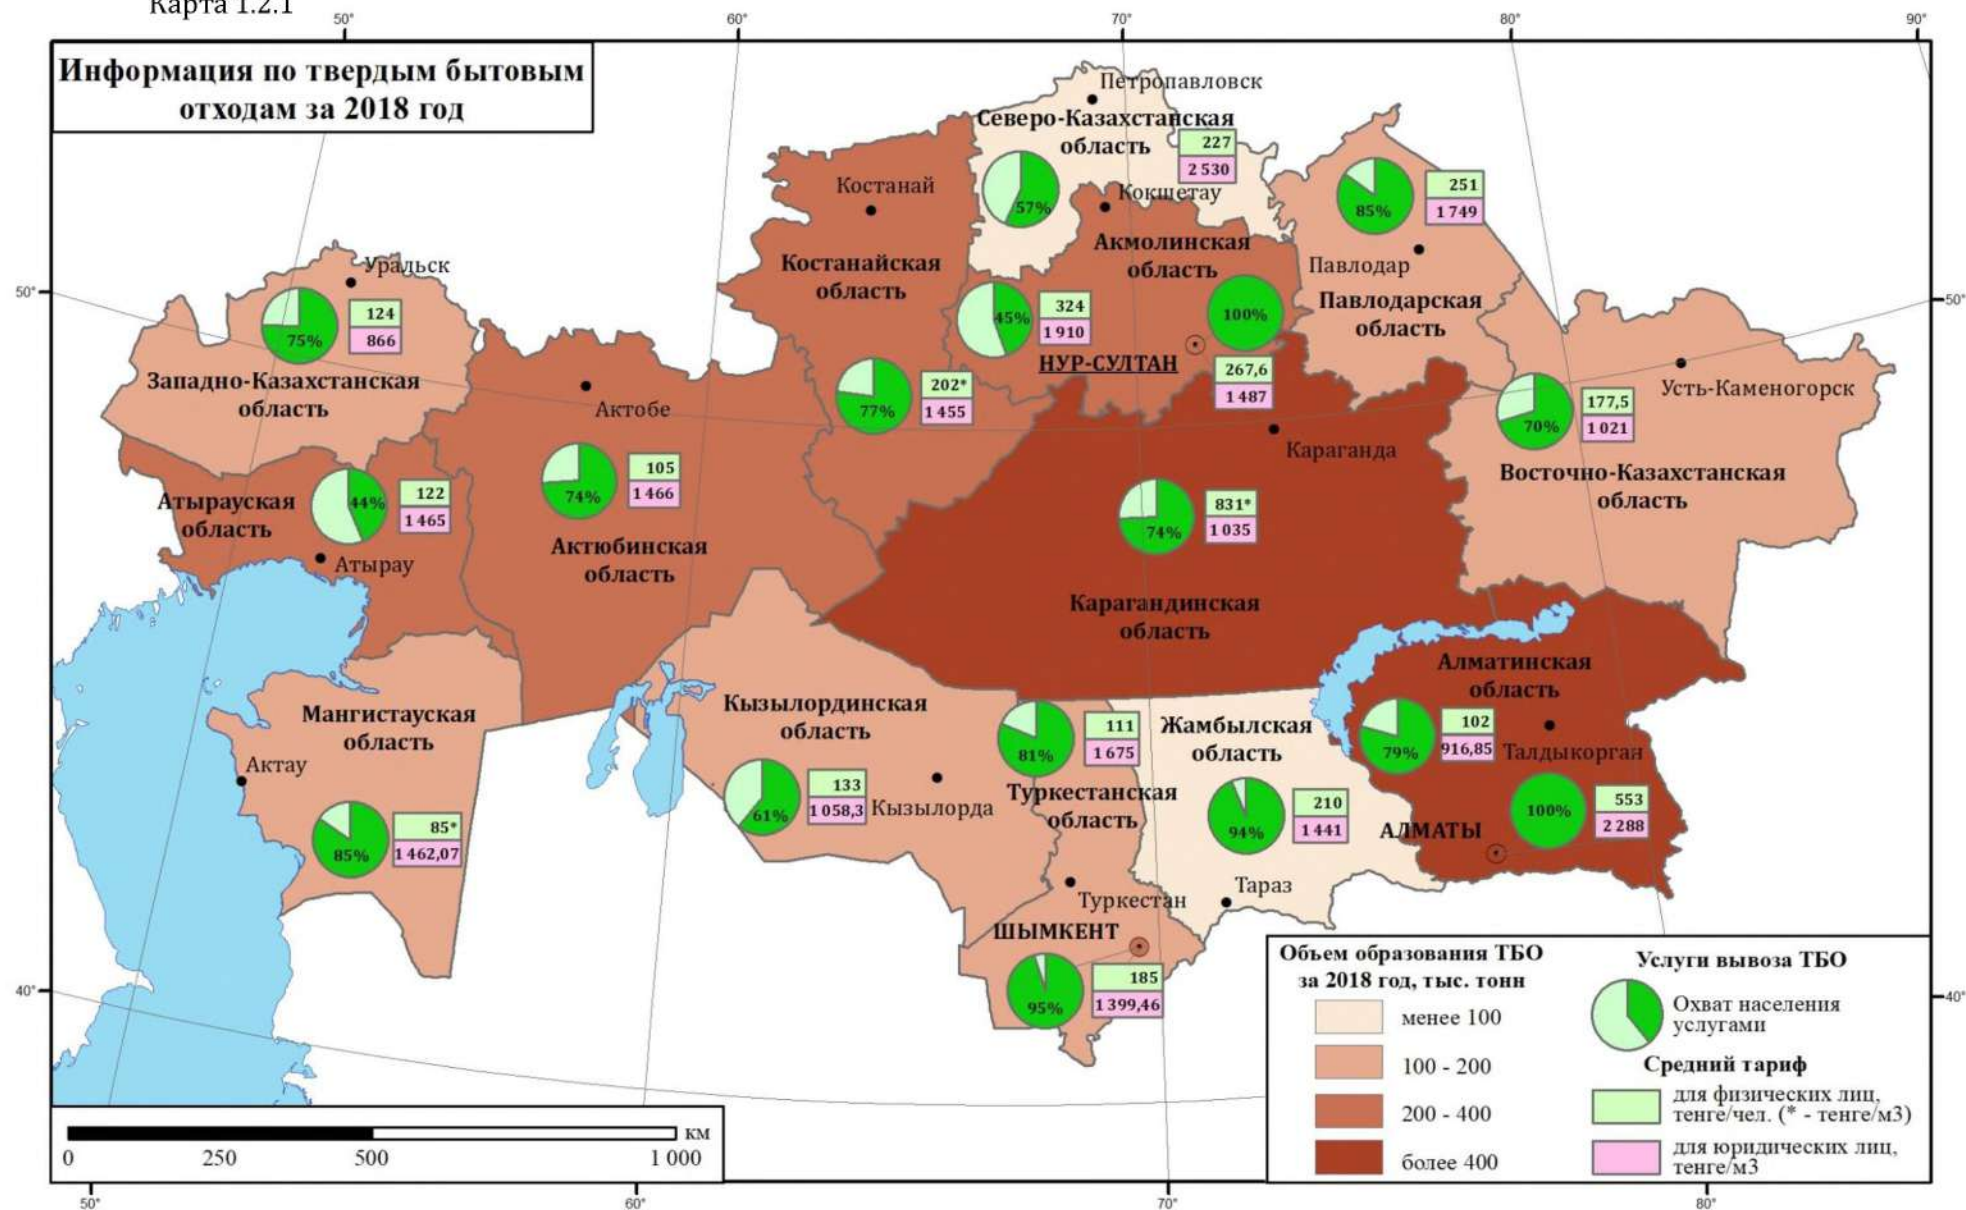 Карта 1.2.1
50°
60°
70°
80°
90°
Информация по твердым бытовым
отходам за 2018 год
Петропавловск
Северо-Казахстанская
область
227
2 530
57%
Кокшетау
Костанай
Костанайская
область
77%
202*
1 455
Акмолинская
область
45%
324
1 910
100%
НУР-СУЛТАН
267,6
1 487
85%
251
1 749
Павлодар
Павлодарская
область
Уральск
75%
124
866
Западно-Казахстанская
область
50°
50°
Актобе
74%
105
1 466
Актюбинская
область
Усть-Каменогорск
70%
177,5
1 021
Восточно-Казахстанская
область
Караганда
74%
831*
1 035
Карагандинская
область
Атырауская
область
44%
122
1 465
Атырау
Мангистауская
область
Актау
85%
85*
1 462,07
Кызылординская
область
61%
133
1 058,3
Кызылорда
81%
111
1 675
Туркестанская
область
Туркестан
Жамбылская
область
94%
210
1 441
Тараз
Алматинская
область
79%
102
916,85
Талдыкорган
100%
553
2 288
АЛМАТЫ
ШЫМКЕНТ
95%
185
1 399,46
40°
40°
Объем образования ТБО
за 2018 год, тыс. тонн
менее 100
100 - 200
200 - 400
более 400
Услуги вывоза ТБО
Охват населения
услугами
Средний тариф
для физических лиц,
тенге/чел. (* - тенге/м3)
для юридических лиц,
тенге/м3
км
0
250
500
1 000
50°
60°
70°
80°